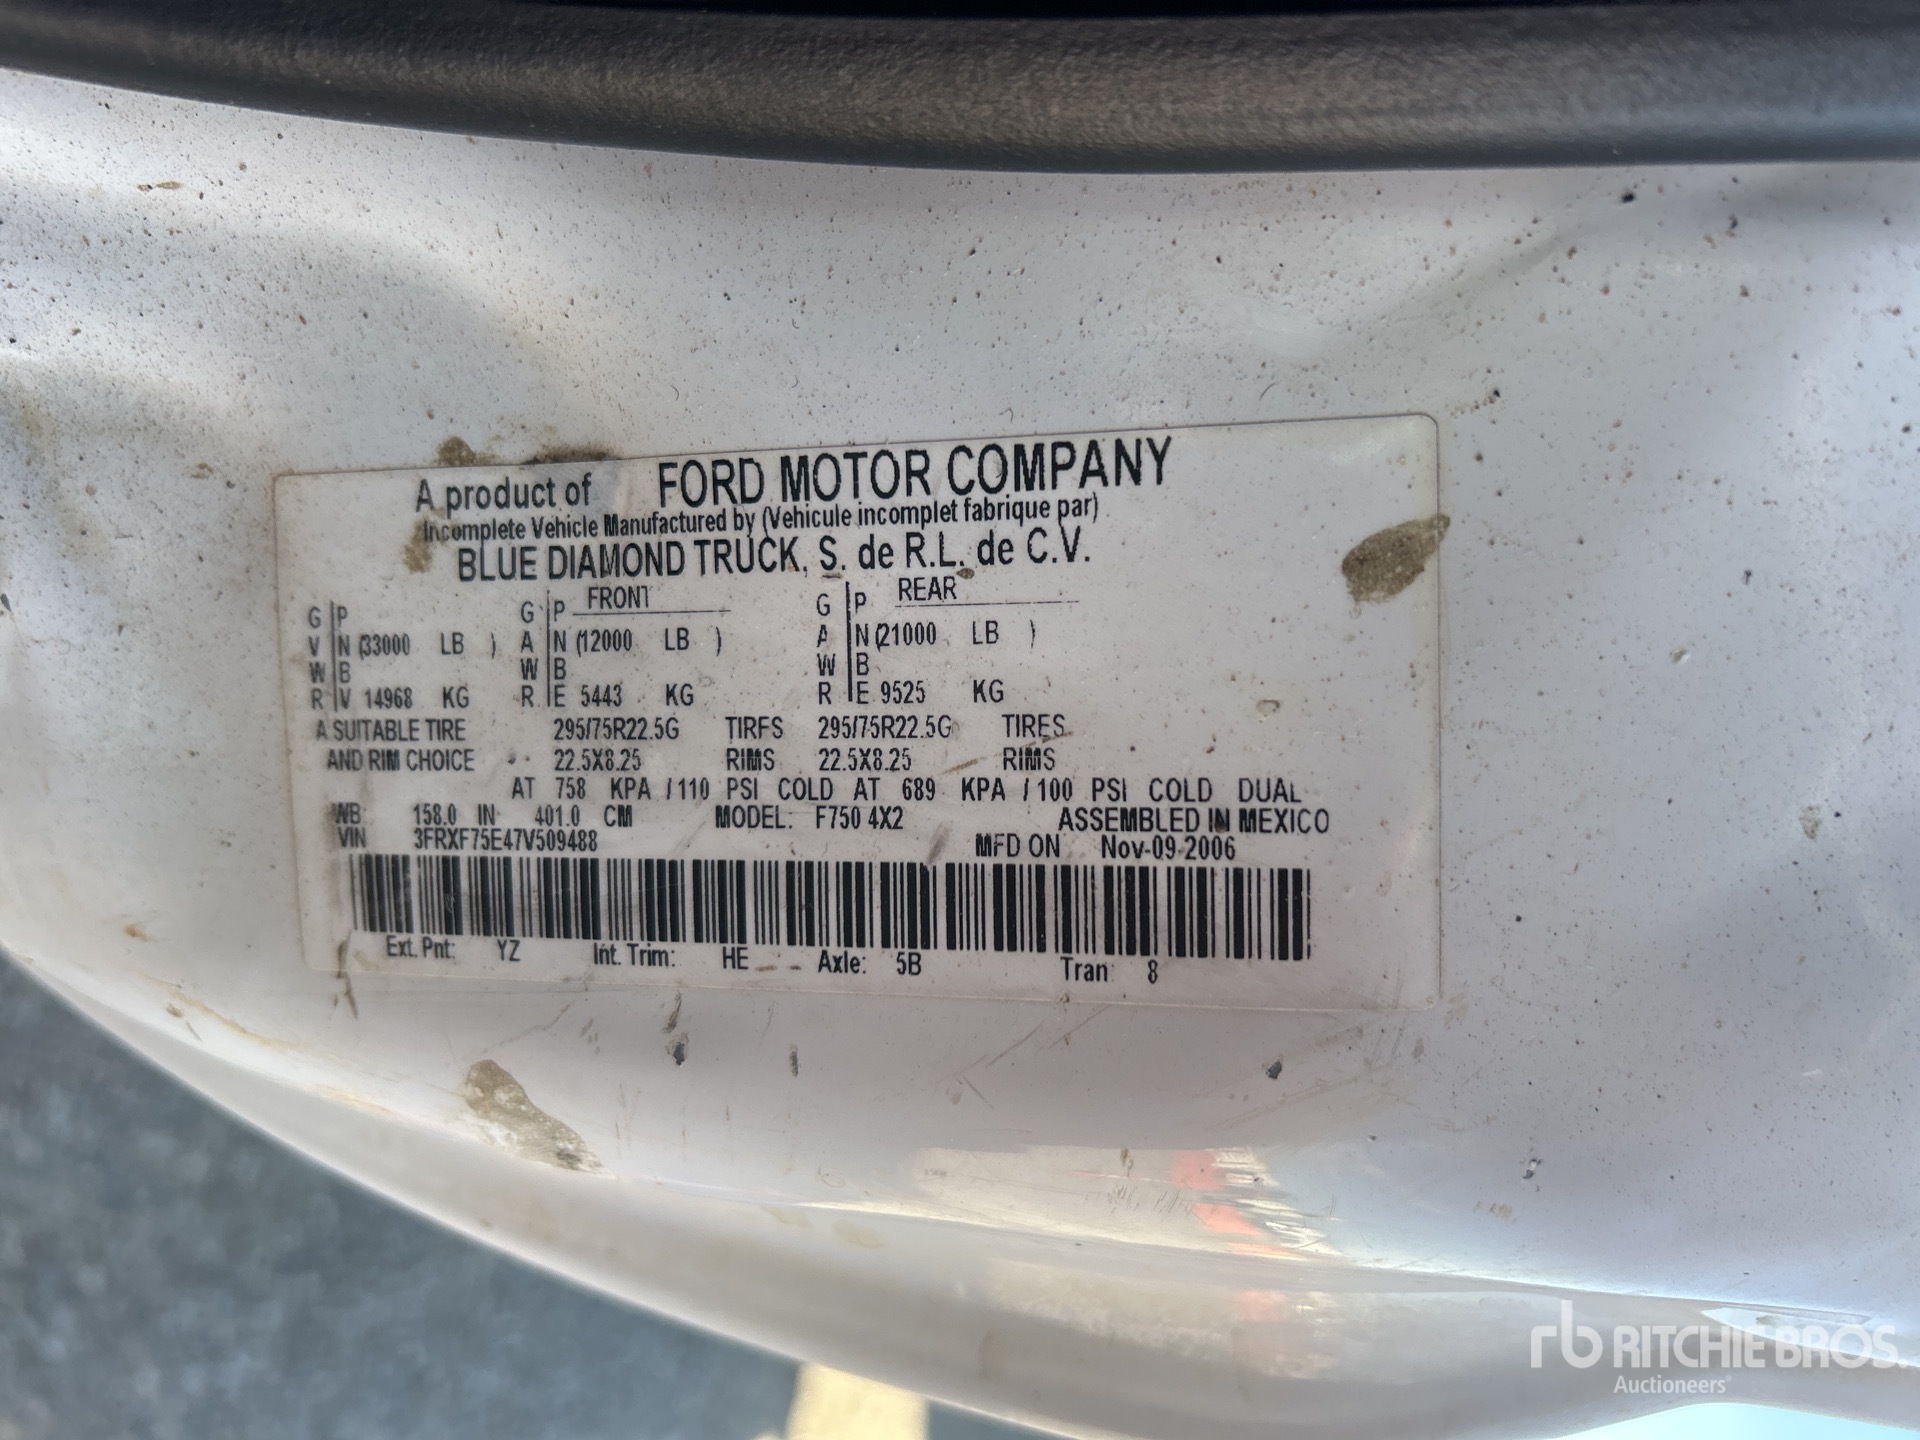 A product of FORD MOTOR COMPANY
Incomplete Vehicle Manufactured by (Vehicule incomplet fabrique par)
BLUE DIAMOND TRUCK, S. de R.L. de C.V.
G P G P FRONT G P REAR
V N (33000 LB ) A N (12000 LB ) A N (21000 LB )
W B W B W B
R V 14968 KG R E 5443 KG R E 9525 KG
A SUITABLE TIRE 295/75R22.5G TIRES 295/75R22.5G TIRES
AND RIM CHOICE 22.5X8.25 RIMS 22.5X8.25 RIMS
AT 758 KPA / 110 PSI COLD AT 689 KPA / 100 PSI COLD DUAL
WB: 158.0 IN 401.0 CM MODEL: F750 4X2 ASSEMBLED IN MEXICO
VIN 3FRXF75E47V509488 MFD ON Nov-09-2006
Ext. Pnt: YZ Int. Trim: HE Axle: 5B Tran 8
rb RITCHIE BROS.
Auctioneers